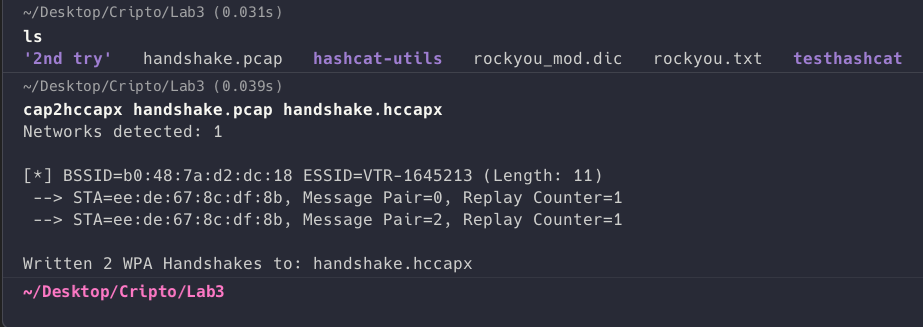 ~/Desktop/Cripto/Lab3 (0.031s)
ls
'2nd try' handshake.pcap hashcat-utils rockyou_mod.dic rockyou.txt testhashcat
~/Desktop/Cripto/Lab3 (0.039s)
cap2hccapx handshake.pcap handshake.hccapx
Networks detected: 1
[*] BSSID=b0:48:7a:d2:dc:18 ESSID=VTR-1645213 (Length: 11)
--> STA=ee:de:67:8c:df:8b, Message Pair=0, Replay Counter=1
--> STA=ee:de:67:8c:df:8b, Message Pair=2, Replay Counter=1
Written 2 WPA Handshakes to: handshake.hccapx
~/Desktop/Cripto/Lab3